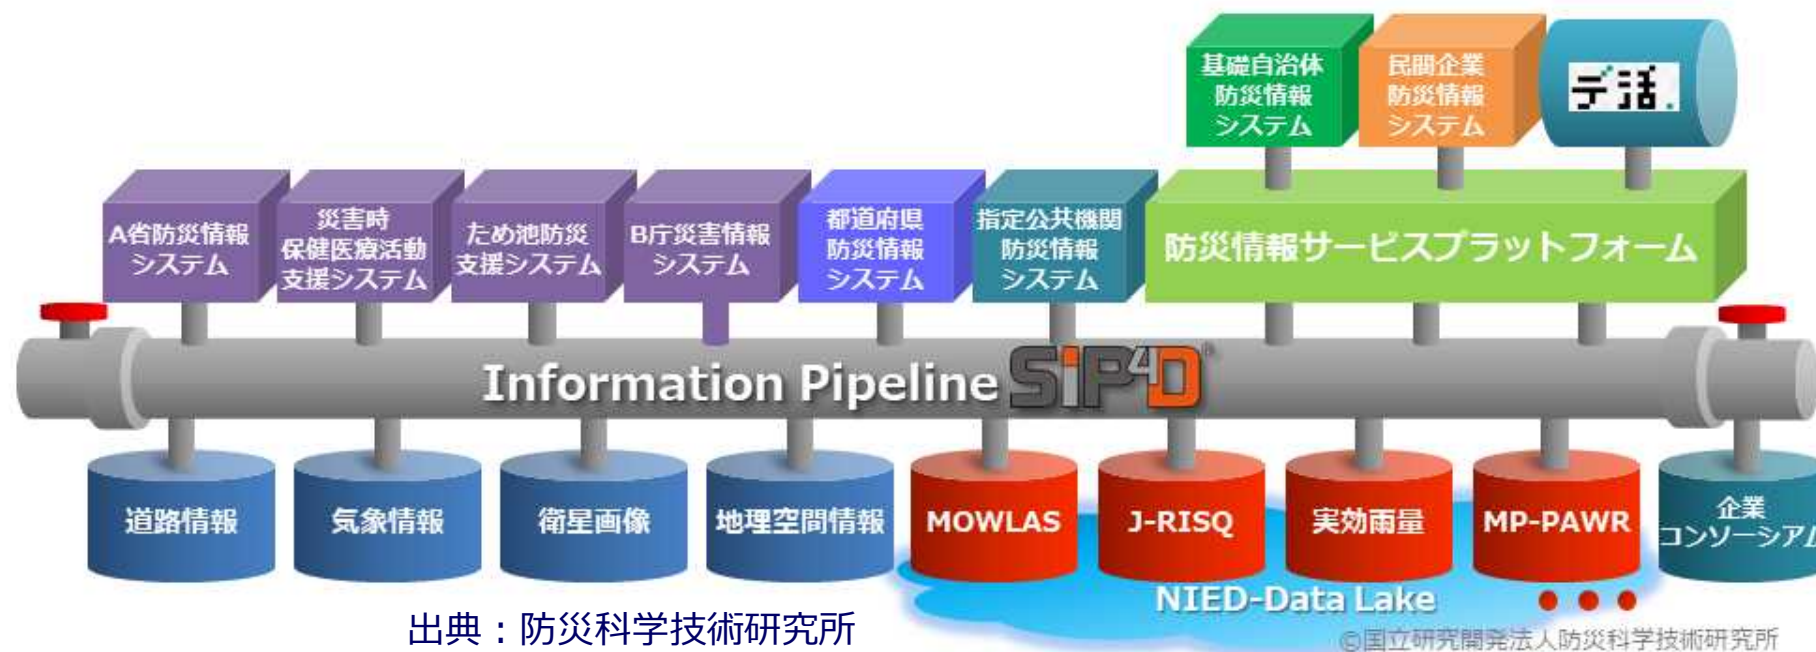 基礎自治体
防災情報
システム
民間企業
防災情報
システム
デ活.
A省防災情報
システム
災害時
保健医療活動
支援システム
ため池防災
支援システム
B庁災害情報
システム
都道府県
防災情報
システム
指定公共機関
防災情報
システム
防災情報サービスプラットフォーム
Information Pipeline SiP4D®
道路情報
気象情報
衛星画像
地理空間情報
MOWLAS
J-RISQ
実効雨量
MP-PAWR
企業
コンソーシアム
NIED-Data Lake
出典：防災科学技術研究所
©国立研究開発法人防災科学技術研究所